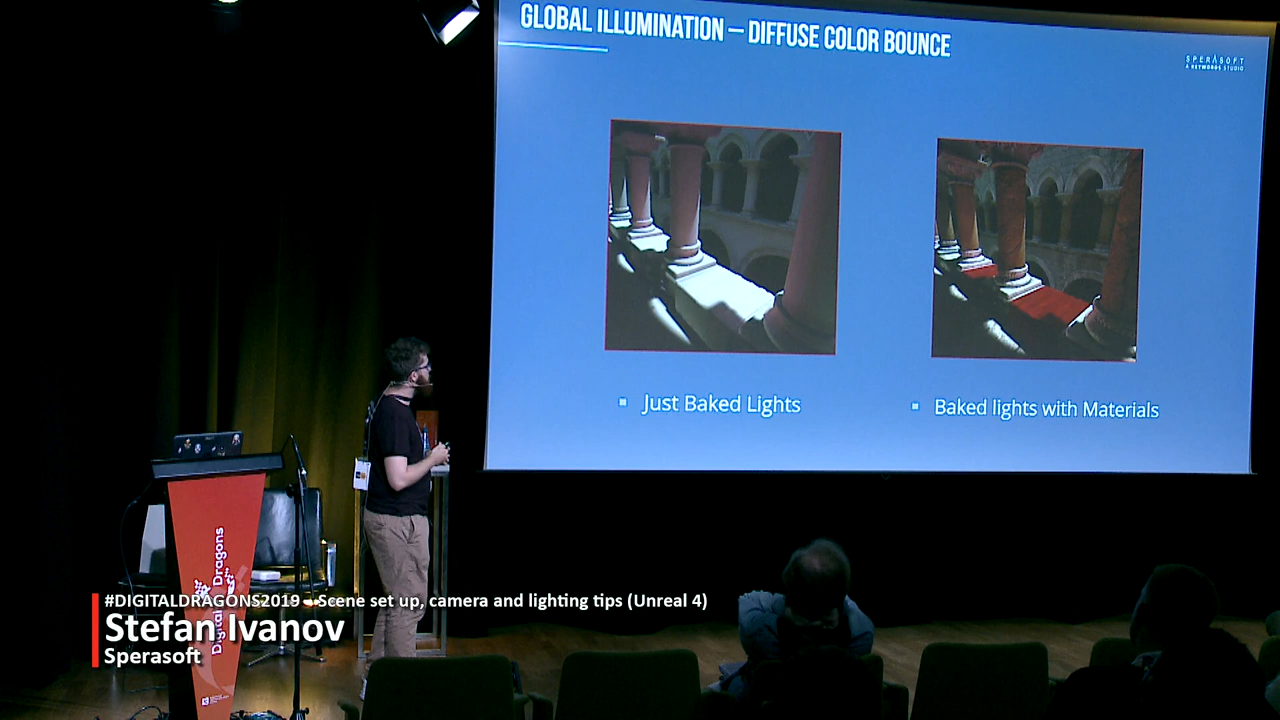 GLOBAL ILLUMINATION – DIFFUSE COLOR BOUNCE
SPERASOFT
A KEYWORDS STUDIO
Just Baked Lights
Baked lights with Materials
Digital Dragons
#DIGITALDRAGONS2019 - Scene set up, camera and lighting tips (Unreal 4)
Stefan Ivanov
Sperasoft